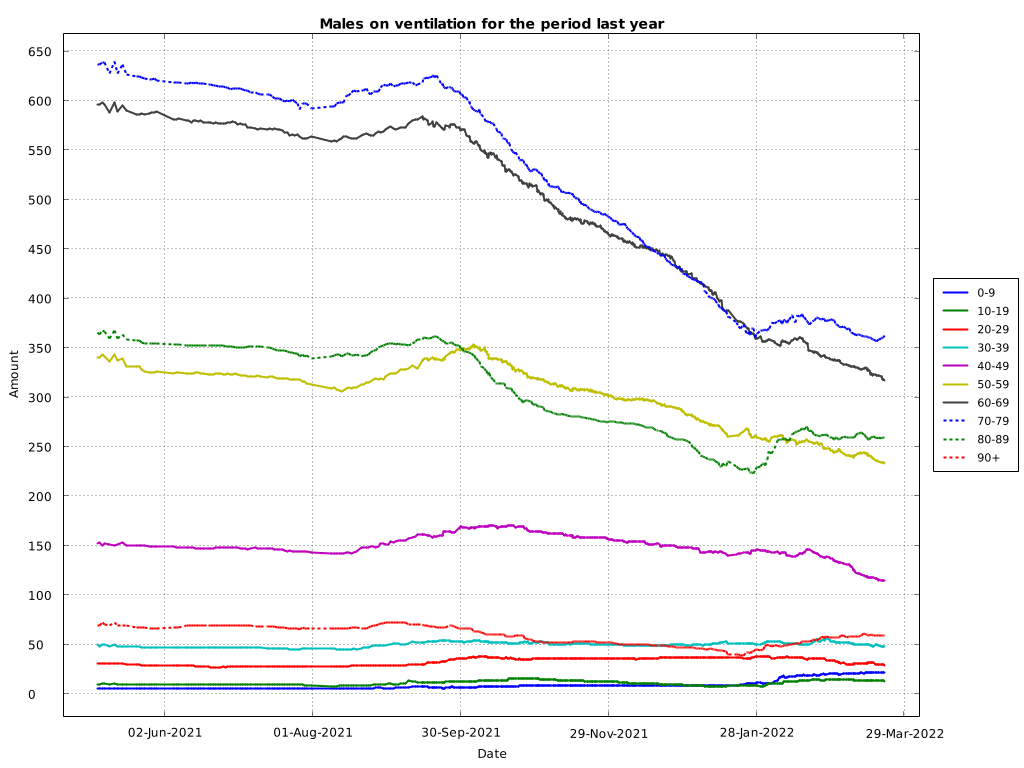 Males on ventilation for the period last year
650
600
550
500
450
400
350
300
250
200
150
100
50
0
Amount
02-Jun-2021
01-Aug-2021
30-Sep-2021
29-Nov-2021
28-Jan-2022
29-Mar-2022
Date
0-9
10-19
20-29
30-39
40-49
50-59
60-69
70-79
80-89
90+